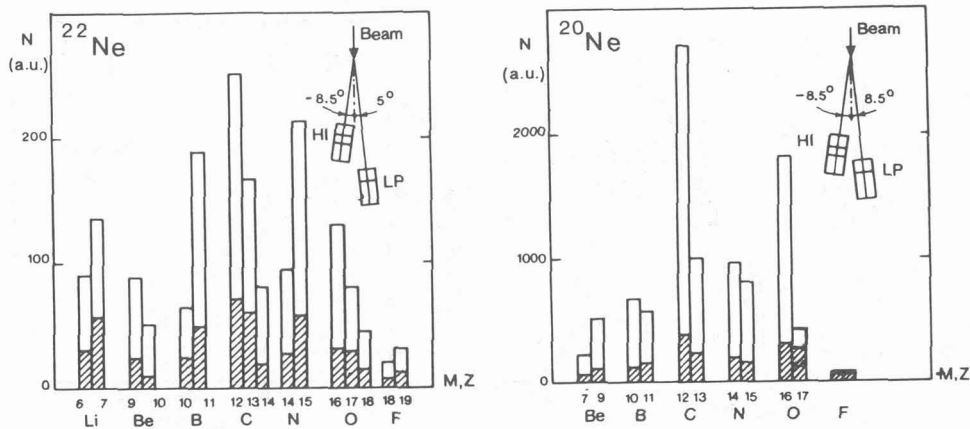 22Ne
N
(a.u.)
200
100
0
Beam
-8.5°
5°
HI
LP
M,Z
6 7 9 10 10 11 12 13 14 14 15 16 17 18 18 19
Li Be B C N O F
20Ne
N
(a.u.)
2000
1000
0
Beam
-8.5°
8.5°
HI
LP
M,Z
7 9 10 11 12 13 14 15 16 17
Be B C N O F